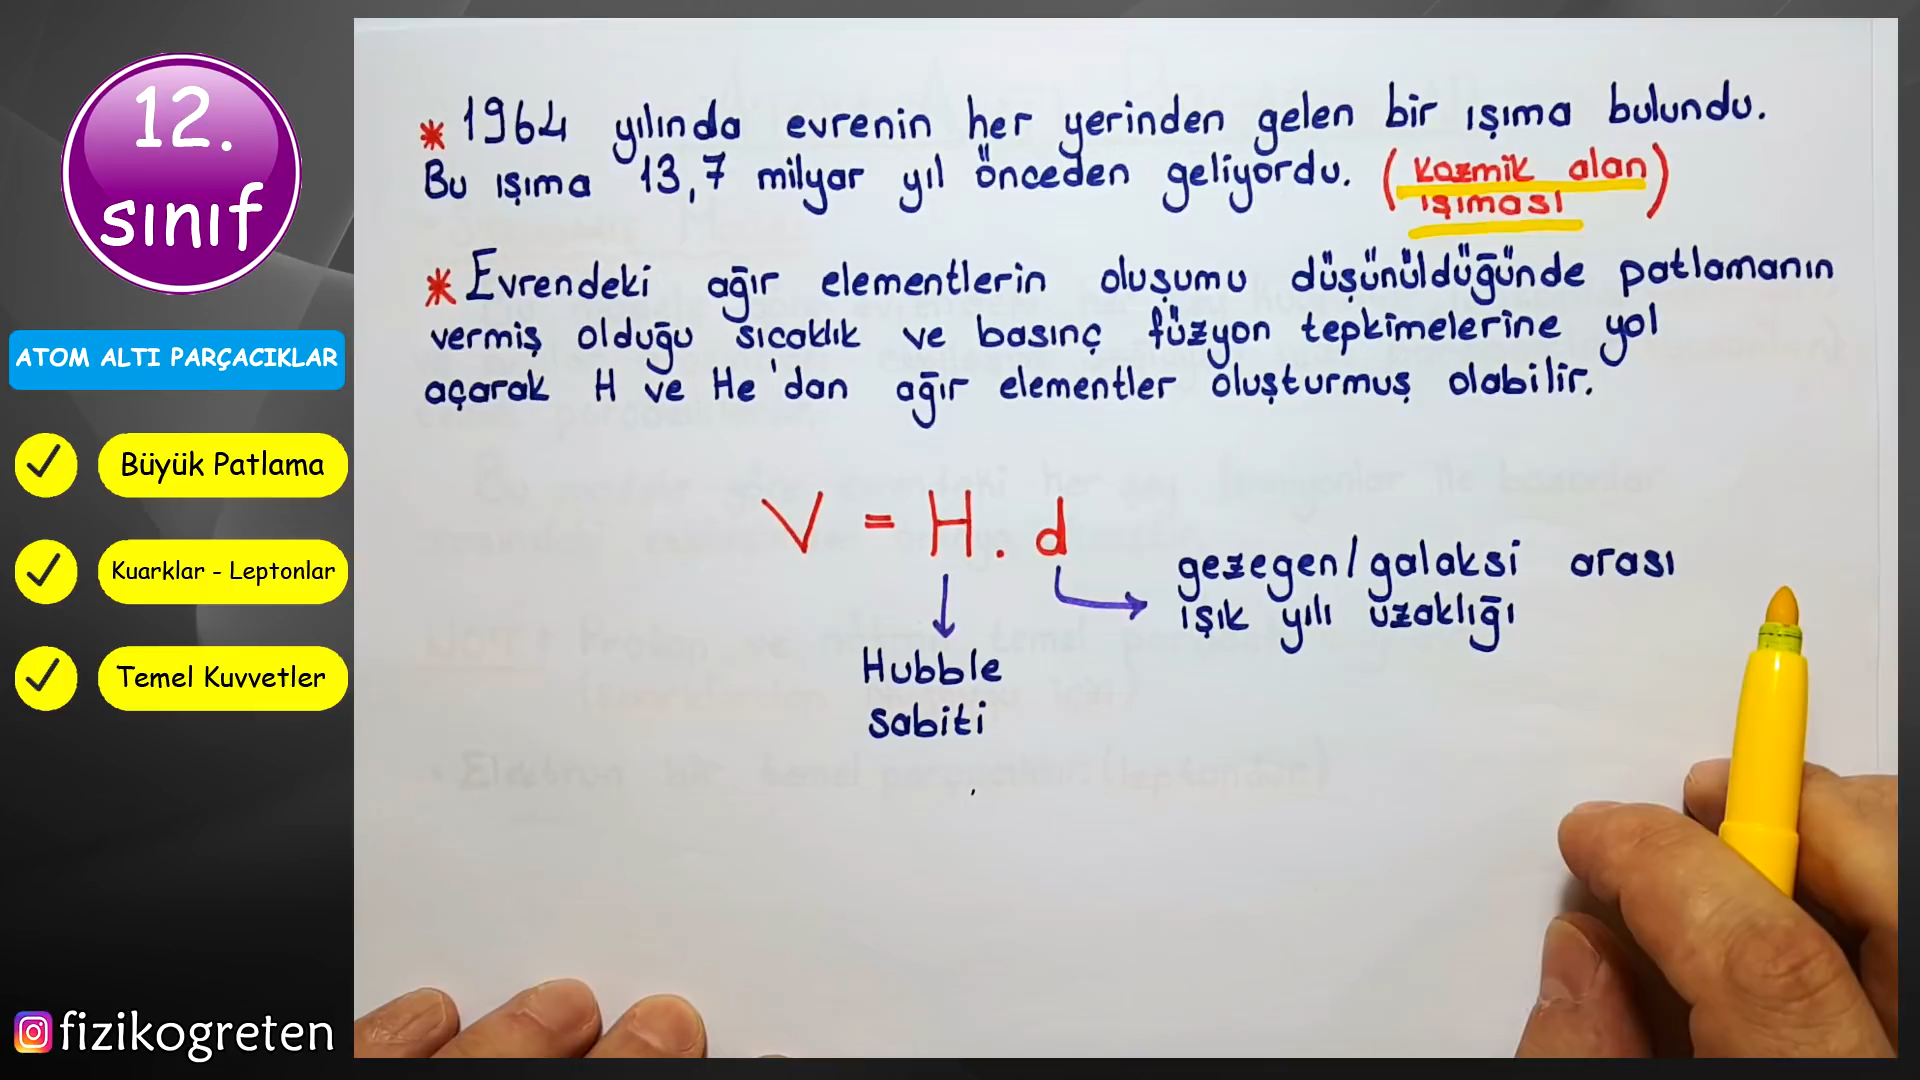 12.
sınıf
ATOM ALTI PARÇACIKLAR
Büyük Patlama
Kuarklar - Leptonlar
Temel Kuvvetler
fizikogreten
* 1964 yılında evrenin her yerinden gelen bir ışıma bulundu.
Bu ışıma 13,7 milyar yıl önceden geliyordu. (kozmik alan
ışıması)
* Evrendeki ağır elementlerin oluşumu düşünüldüğünde patlamanın
vermiş olduğu sıcaklık ve basınç füzyon tepkimelerine yol
açarak H ve He'dan ağır elementler oluşturmuş olabilir.
V = H . d
gezegen/galaksi arası
ışık yılı uzaklığı
Hubble
sabiti